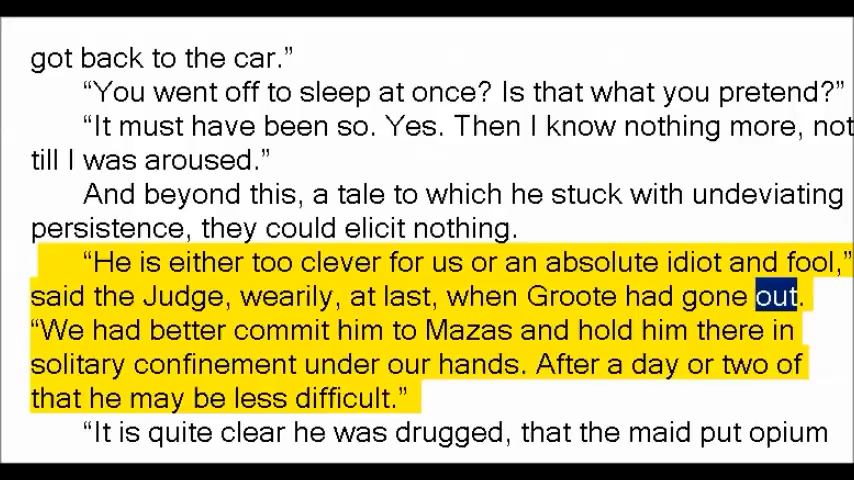 got back to the car.”
“You went off to sleep at once? Is that what you pretend?”
“It must have been so. Yes. Then I know nothing more, not
till I was aroused.”
And beyond this, a tale to which he stuck with undeviating
persistence, they could elicit nothing.
“He is either too clever for us or an absolute idiot and fool,”
said the Judge, wearily, at last, when Groote had gone out.
“We had better commit him to Mazas and hold him there in
solitary confinement under our hands. After a day or two of
that he may be less difficult.”
“It is quite clear he was drugged, that the maid put opium